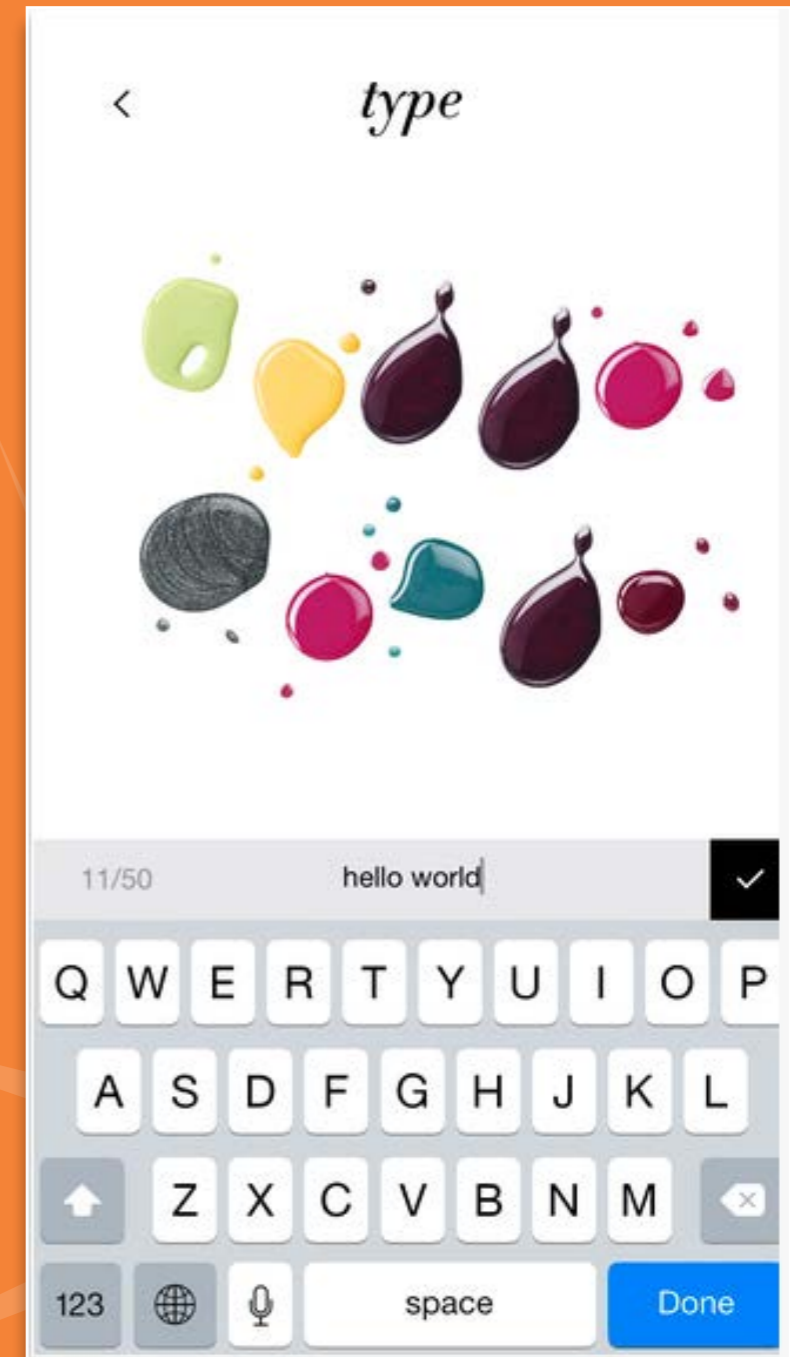 type
11/50 hello world
Q W E R T Y U I O P
A S D F G H J K L
Z X C V B N M
123 space Done